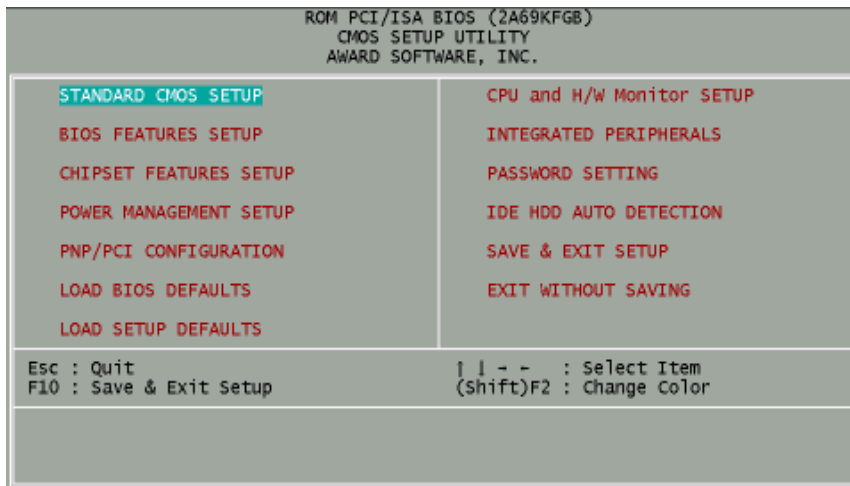 ROM PCI/ISA BIOS (2A69KFGB)
CMOS SETUP UTILITY
AWARD SOFTWARE, INC.
STANDARD CMOS SETUP
BIOS FEATURES SETUP
CHIPSET FEATURES SETUP
POWER MANAGEMENT SETUP
PNP/PCI CONFIGURATION
LOAD BIOS DEFAULTS
LOAD SETUP DEFAULTS
CPU and H/W Monitor SETUP
INTEGRATED PERIPHERALS
PASSWORD SETTING
IDE HDD AUTO DETECTION
SAVE & EXIT SETUP
EXIT WITHOUT SAVING
Esc : Quit
F10 : Save & Exit Setup
↑ ↓ → ← : Select Item
(Shift)F2 : Change Color